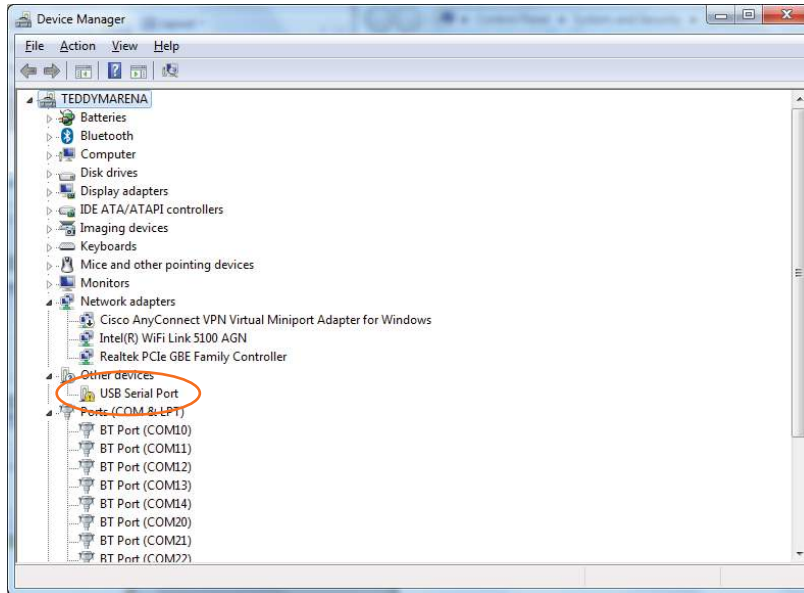 Device Manager
File Action View Help
TEDDYMARENA
Batteries
Bluetooth
Computer
Disk drives
Display adapters
IDE ATA/ATAPI controllers
Imaging devices
Keyboards
Mice and other pointing devices
Monitors
Network adapters
Cisco AnyConnect VPN Virtual Miniport Adapter for Windows
Intel(R) WiFi Link 5100 AGN
Realtek PCIe GBE Family Controller
Other devices
USB Serial Port
Ports (COM & LPT)
BT Port (COM10)
BT Port (COM11)
BT Port (COM12)
BT Port (COM13)
BT Port (COM14)
BT Port (COM20)
BT Port (COM21)
BT Port (COM22)